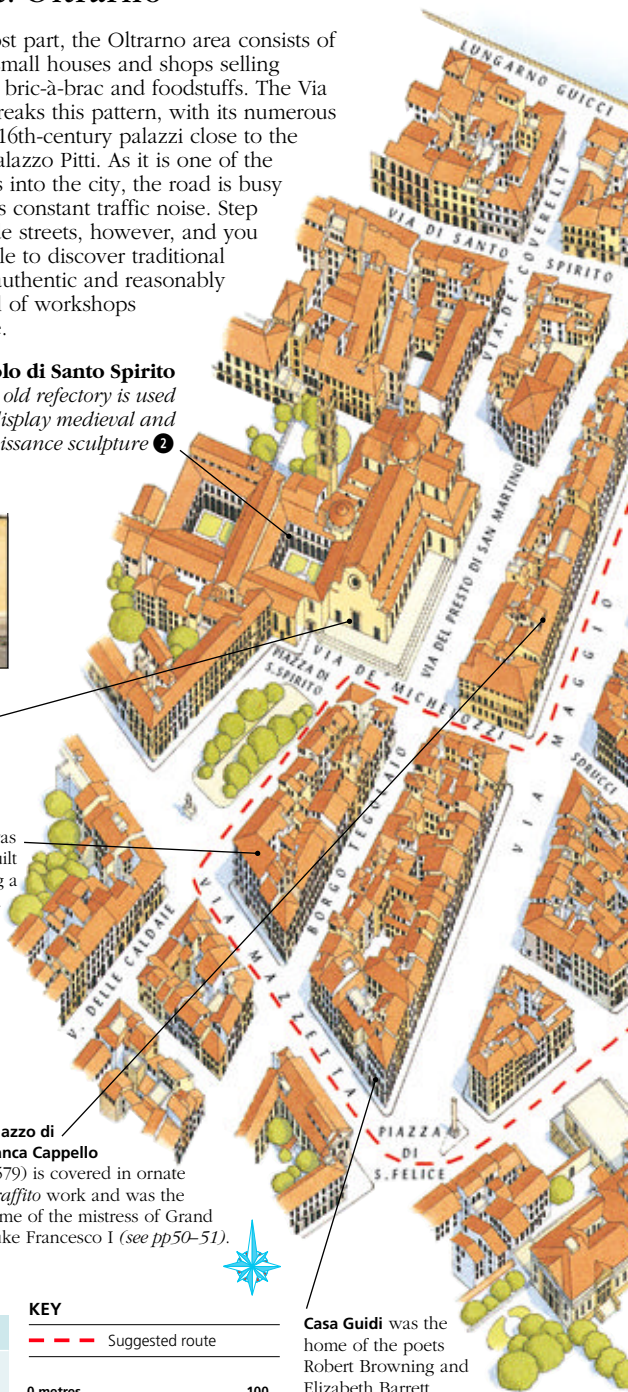 Oltrarno
ost part, the Oltrarno area consists of
small houses and shops selling
bric-à-brac and foodstuffs. The Via
reaks this pattern, with its numerous
16th-century palazzi close to the
alazzo Pitti. As it is one of the
s into the city, the road is busy
s constant traffic noise. Step
e streets, however, and you
le to discover traditional
authentic and reasonably
l of workshops
e.
olo di Santo Spirito
old refectory is used
display medieval and
issance sculpture 2
LUNGARNO GUICCI
VIA DI SANTO SPIRITO
VIA DE' COVERELLI
VIA DEL PRESTO DI SAN MARTINO
PIAZZA DI
S.SPIRITO
VIA DE' MICHELOZZI
VIA MAGGIO
SDRUCCI
as
uilt
g a
BORGO TEGOLAIO
VIA MAZZETTA
V. DELLE CALDAIE
PIAZZA
DI
S.FELICE
azzo di
anca Cappello
579) is covered in ornate
raffito work and was the
me of the mistress of Grand
uke Francesco I (see pp50–51).
KEY
Suggested route
0 metres 100
Casa Guidi was the
home of the poets
Robert Browning and
Elizabeth Barrett